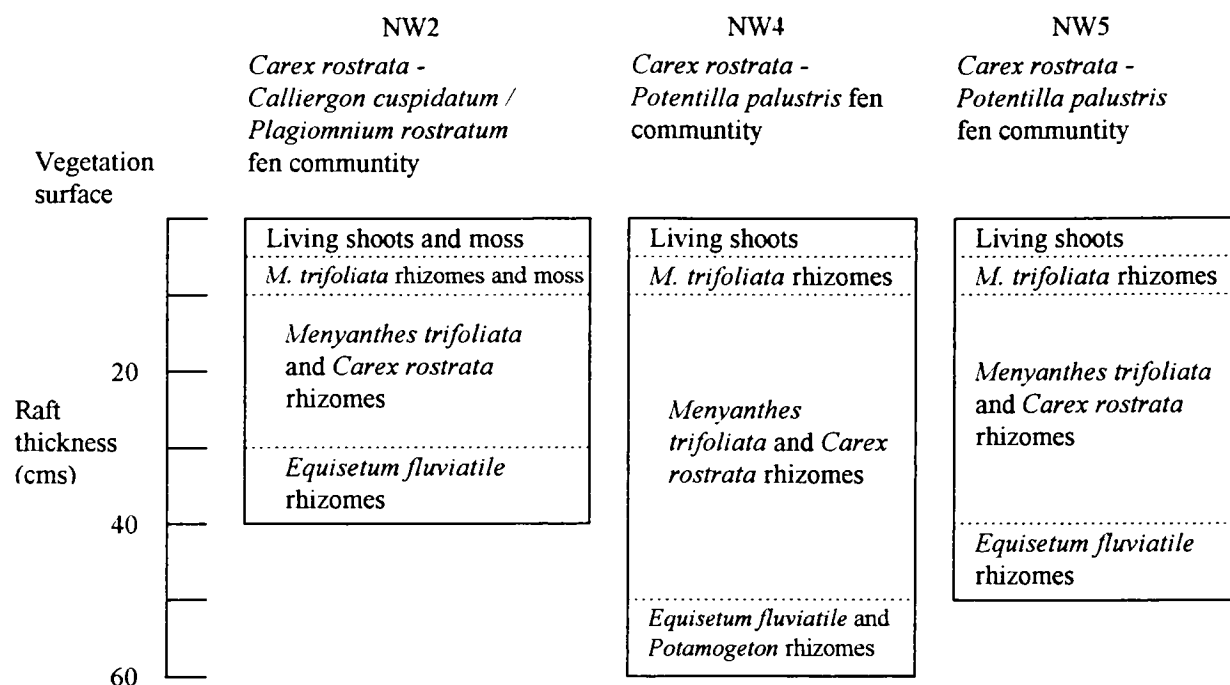 NW2
Carex rostrata -
Calliergon cuspidatum /
Plagiomnium rostratum
fen communtity
NW4
Carex rostrata -
Potentilla palustris fen
communtity
NW5
Carex rostrata -
Potentilla palustris
fen communtity
Vegetation
surface
Raft
thickness
(cms)
20
40
60
Living shoots and moss
M. trifoliata rhizomes and moss
Menyanthes trifoliata
and Carex rostrata
rhizomes
Equisetum fluviatile
rhizomes
Living shoots
M. trifoliata rhizomes
Menyanthes
trifoliata and Carex
rostrata rhizomes
Equisetum fluviatile and
Potamogeton rhizomes
Living shoots
M. trifoliata rhizomes
Menyanthes trifoliata
and Carex rostrata
rhizomes
Equisetum fluviatile
rhizomes